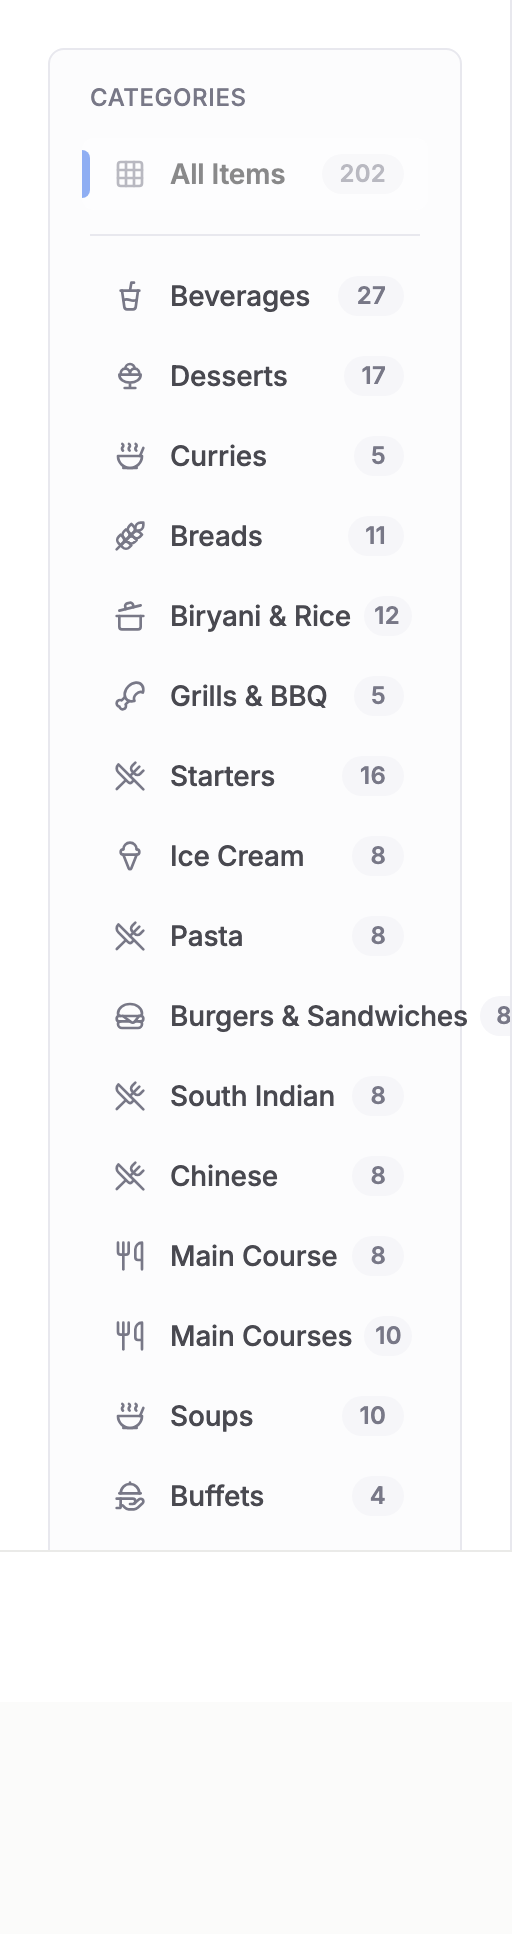 CATEGORIES
All Items 202
Beverages 27
Desserts 17
Curries 5
Breads 11
Biryani & Rice 12
Grills & BBQ 5
Starters 16
Ice Cream 8
Pasta 8
Burgers & Sandwiches 8
South Indian 8
Chinese 8
Main Course 8
Main Courses 10
Soups 10
Buffets 4